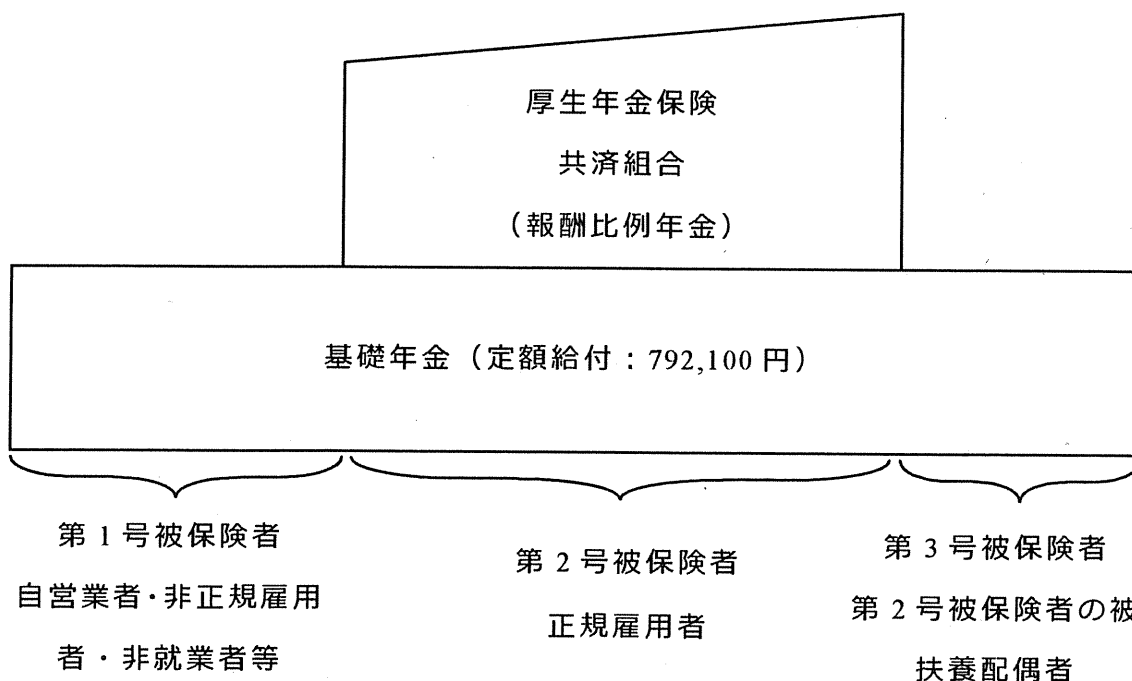 厚生年金保険
共済組合
（報酬比例年金）
基礎年金（定額給付：792,100 円）
第 1 号被保険者
自営業者・非正規雇用
者・非就業者等
第 2 号被保険者
正規雇用者
第 3 号被保険者
第 2 号被保険者の被
扶養配偶者